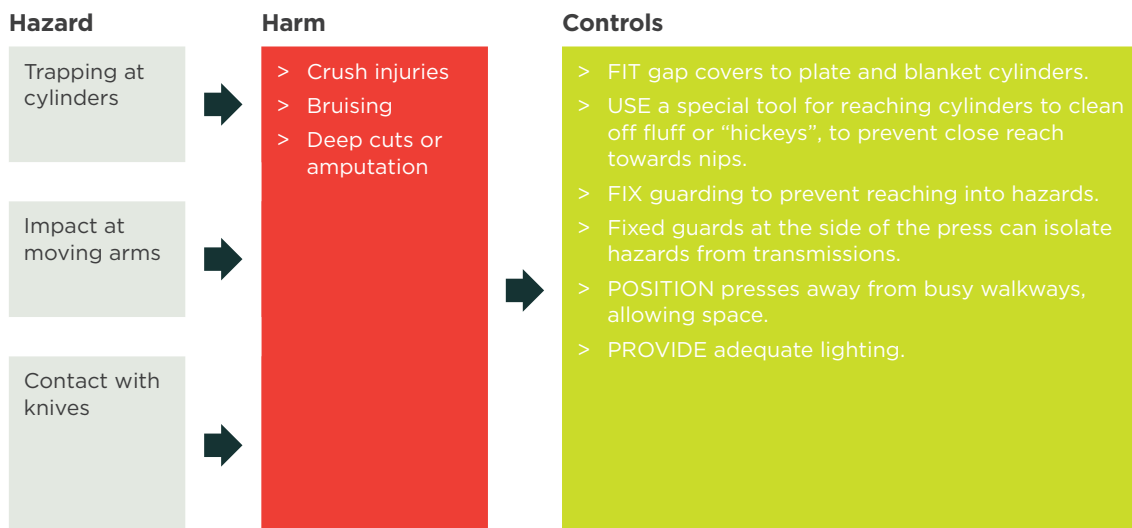 Hazard
Harm
Controls
Trapping at
cylinders
Impact at
moving arms
Contact with
knives
> Crush injuries
> Bruising
> Deep cuts or
amputation
> FIT gap covers to plate and blanket cylinders.
> USE a special tool for reaching cylinders to clean
off fluff or “hickeys”, to prevent close reach
towards nips.
> FIX guarding to prevent reaching into hazards.
> Fixed guards at the side of the press can isolate
hazards from transmissions.
> POSITION presses away from busy walkways,
allowing space.
> PROVIDE adequate lighting.